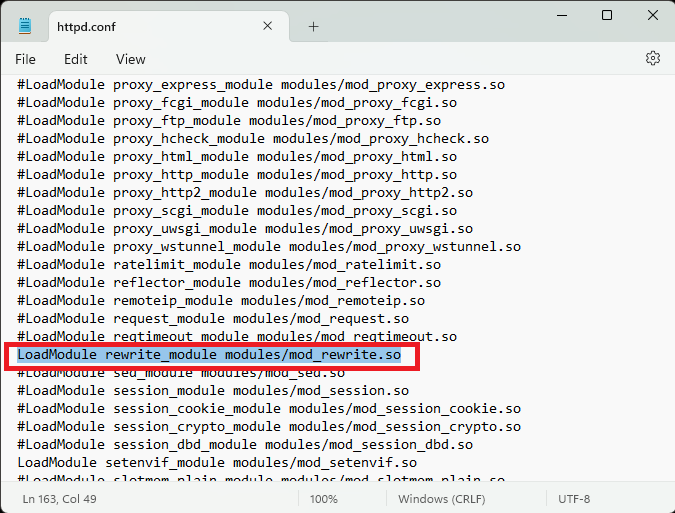 httpd.conf
File Edit View
#LoadModule proxy_express_module modules/mod_proxy_express.so
#LoadModule proxy_fcgi_module modules/mod_proxy_fcgi.so
#LoadModule proxy_ftp_module modules/mod_proxy_ftp.so
#LoadModule proxy_hcheck_module modules/mod_proxy_hcheck.so
#LoadModule proxy_html_module modules/mod_proxy_html.so
#LoadModule proxy_http_module modules/mod_proxy_http.so
#LoadModule proxy_http2_module modules/mod_proxy_http2.so
#LoadModule proxy_scgi_module modules/mod_proxy_scgi.so
#LoadModule proxy_uwsgi_module modules/mod_proxy_uwsgi.so
#LoadModule proxy_wstunnel_module modules/mod_proxy_wstunnel.so
#LoadModule ratelimit_module modules/mod_ratelimit.so
#LoadModule reflector_module modules/mod_reflector.so
#LoadModule remoteip_module modules/mod_remoteip.so
#LoadModule request_module modules/mod_request.so
#LoadModule reqtimeout_module modules/mod_reqtimeout.so
LoadModule rewrite_module modules/mod_rewrite.so
#LoadModule sed_module modules/mod_sed.so
#LoadModule session_module modules/mod_session.so
#LoadModule session_cookie_module modules/mod_session_cookie.so
#LoadModule session_crypto_module modules/mod_session_crypto.so
#LoadModule session_dbd_module modules/mod_session_dbd.so
LoadModule setenvif_module modules/mod_setenvif.so
#LoadModule slotmem_plain_module modules/mod_slotmem_plain.so
Ln 163, Col 49 100% Windows (CRLF) UTF-8